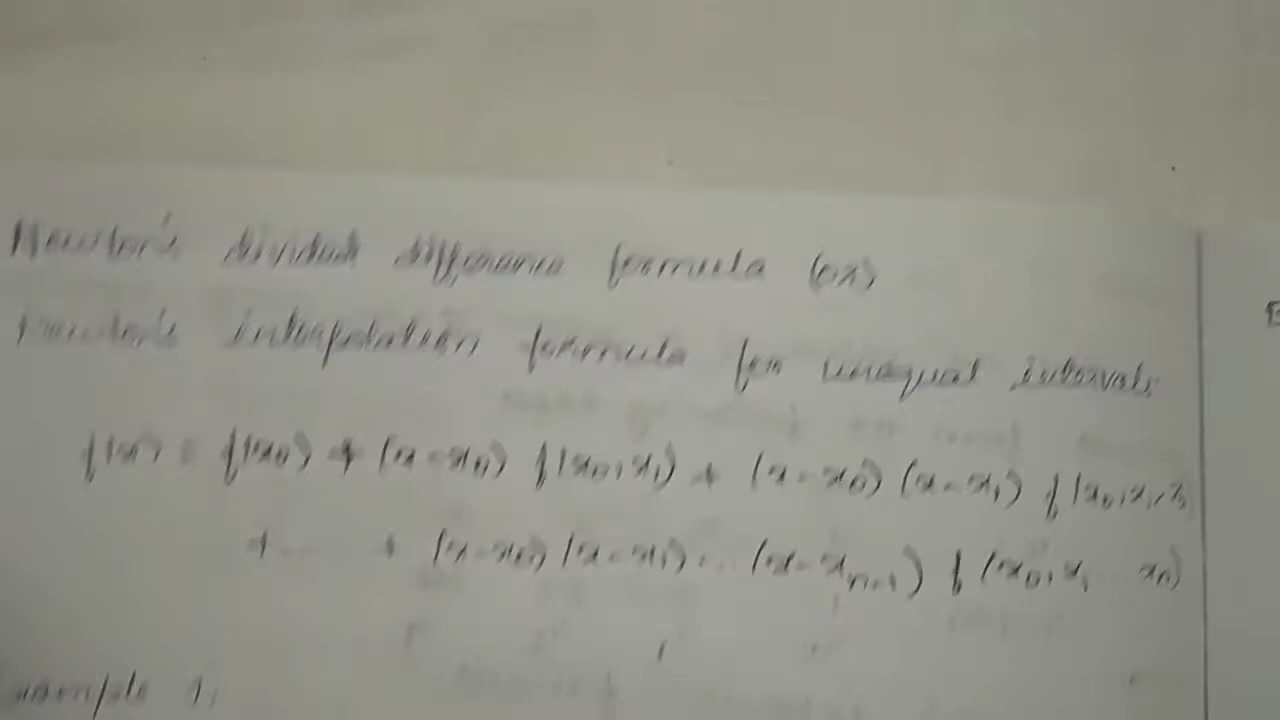 Newton's divided difference formula (or)
Newton's interpolation formula for unequal intervals
f(x) = f(x0) + (x-x0) f(x0,x1) + (x-x0) (x-x1) f(x0,x1,x2
+ ..... + (x-x0) (x-x1)... (x-xn-1) f (x0,x1 xn)
xample 1: